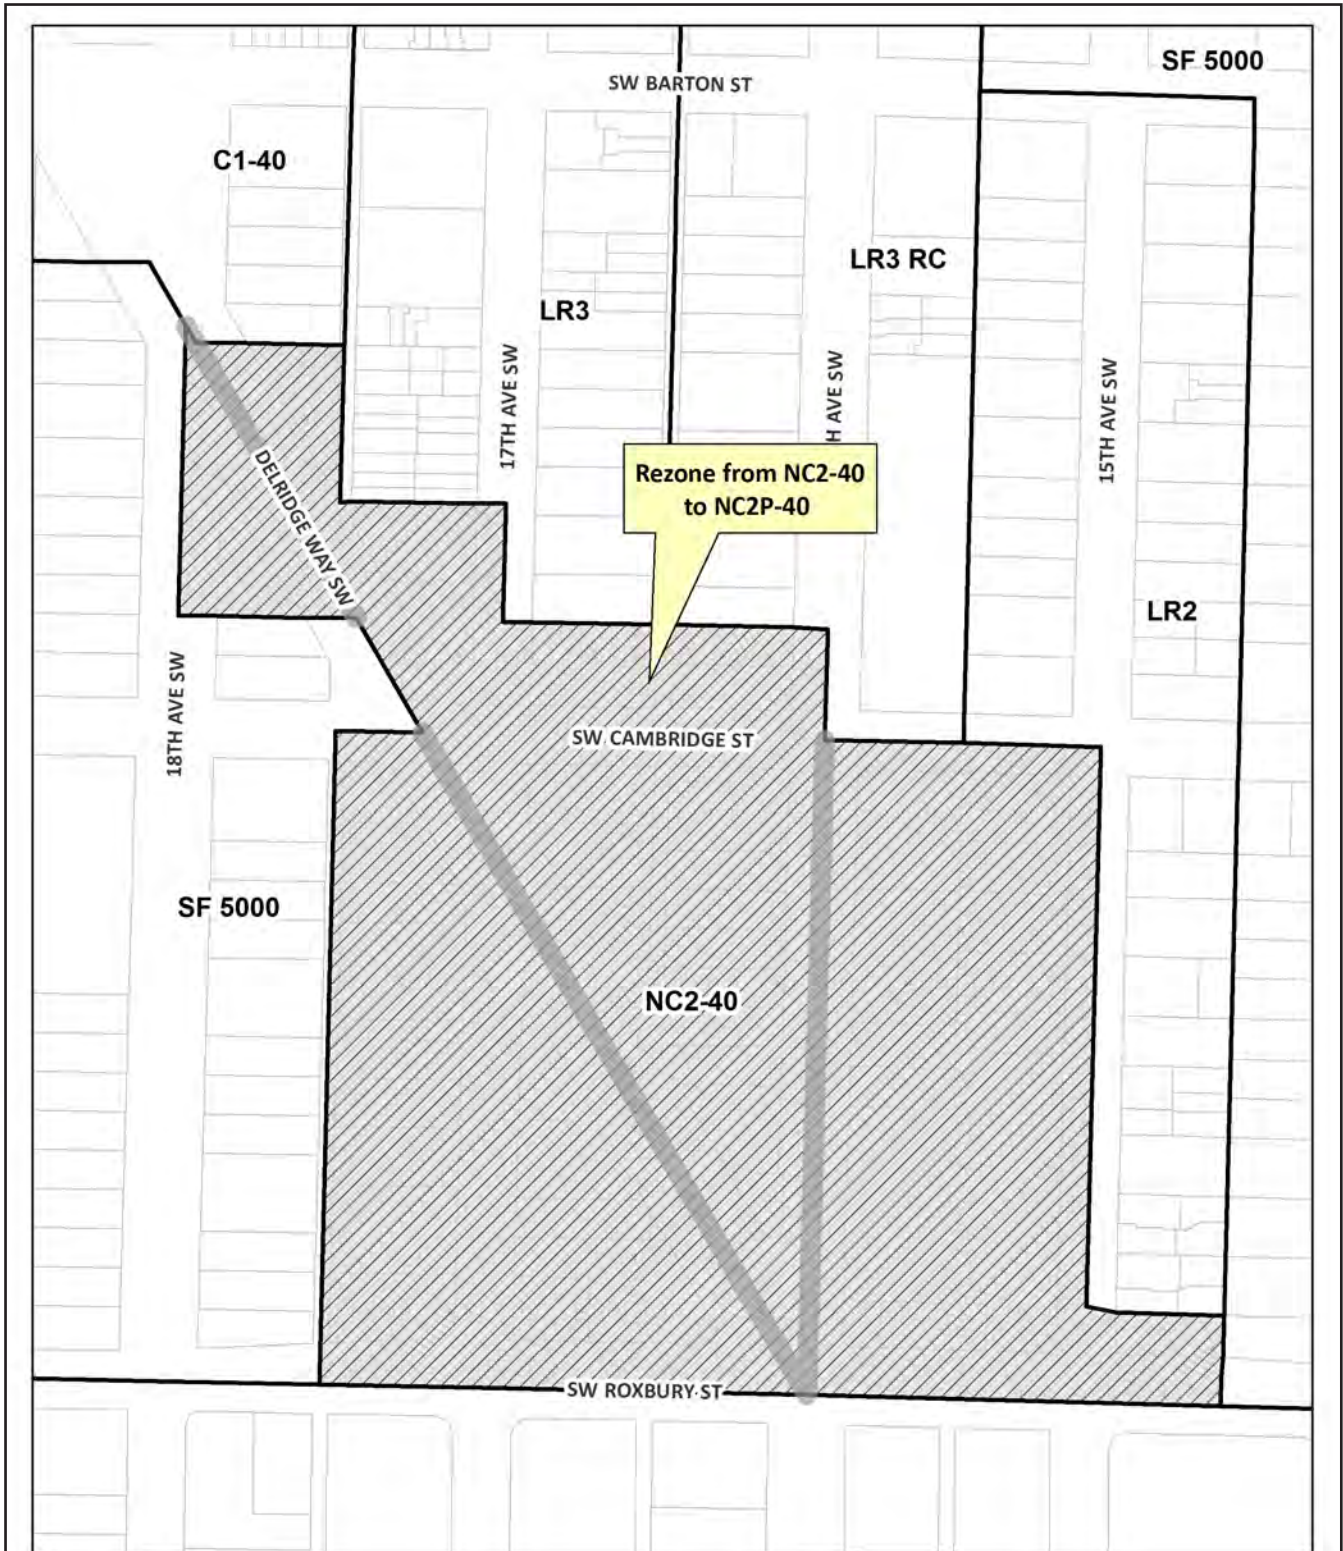 SF 5000
SW BARTON ST
C1-40
LR3 RC
LR3
17TH AVE SW
H AVE SW
15TH AVE SW
Rezone from NC2-40
to NC2P-40
DELRIDGE WAY SW
LR2
18TH AVE SW
SW CAMBRIDGE ST
SF 5000
NC2-40
SW ROXBURY ST